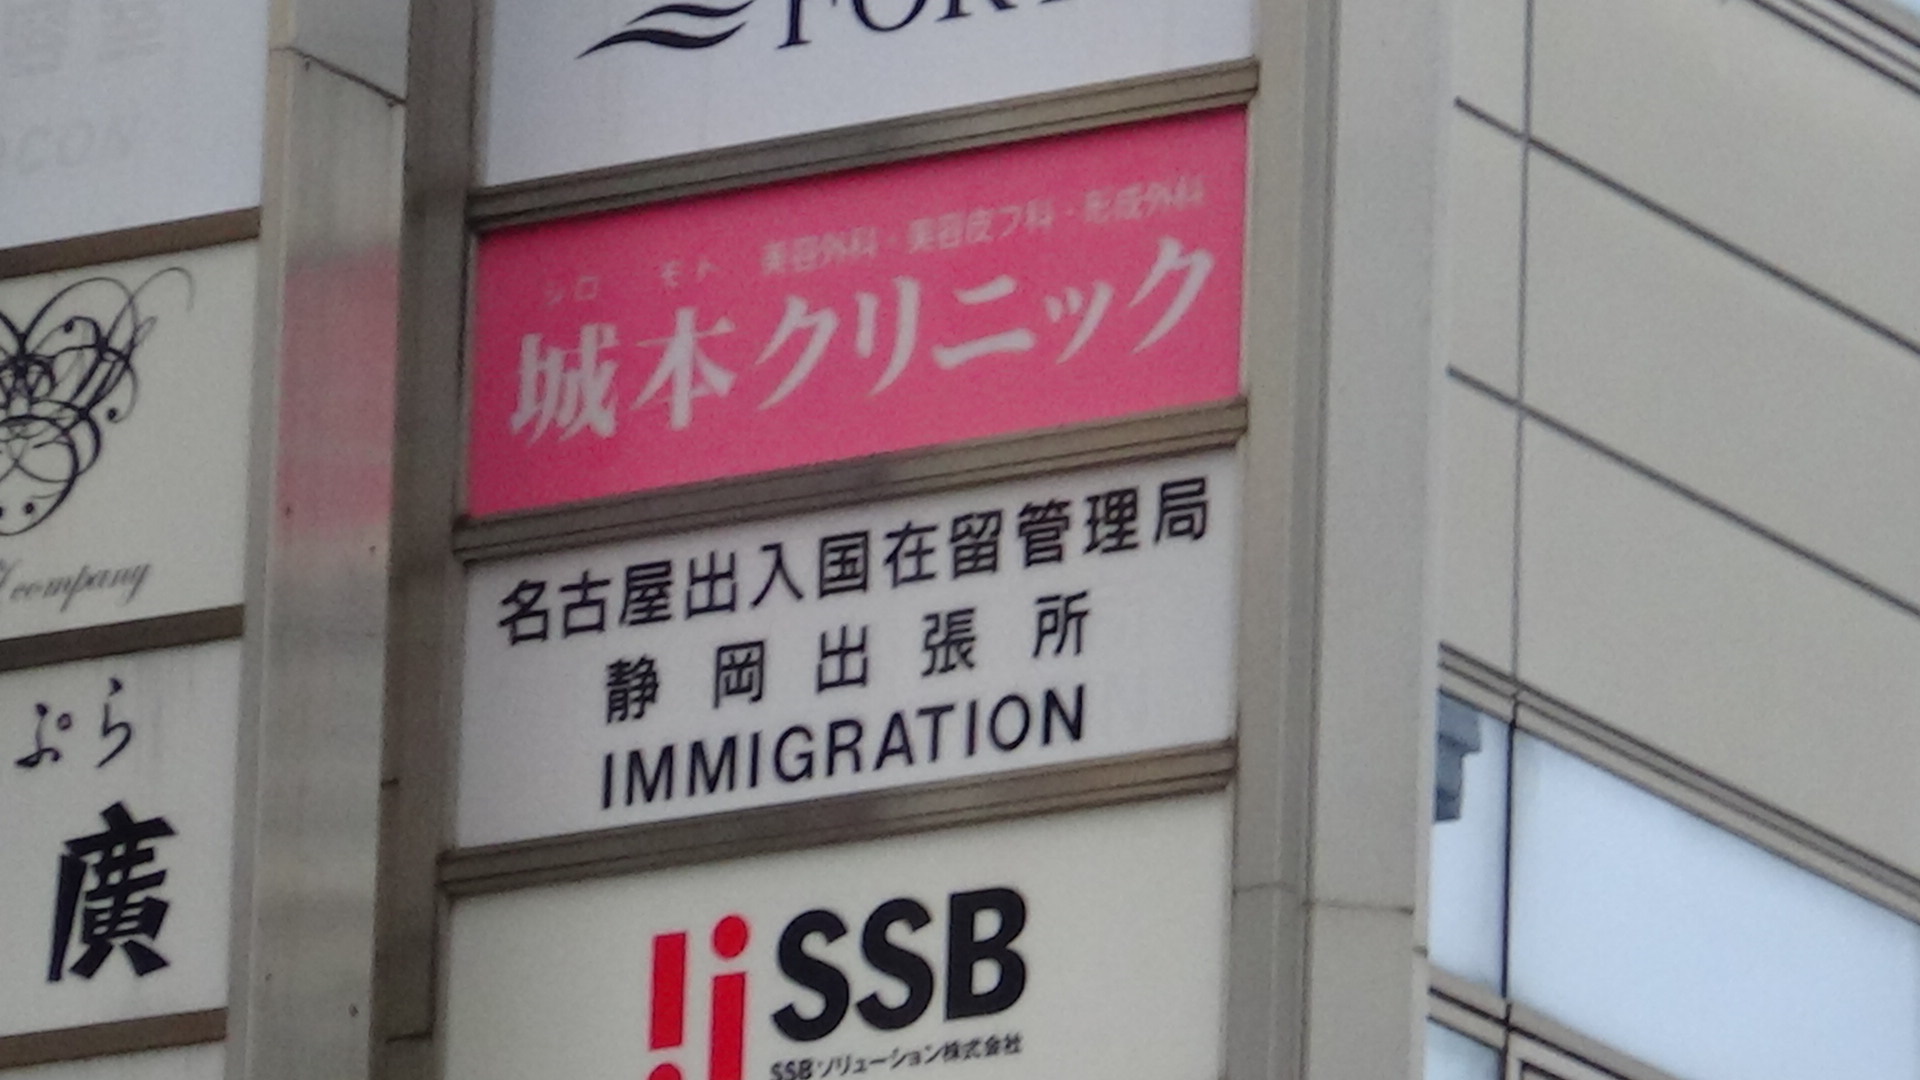 シロ モト 美容外科・美容皮フ科・形成外科
城本クリニック
名古屋出入国在留管理局
静岡出張所
IMMIGRATION
SSB
SSBソリューション株式会社
company
ぷら
廣